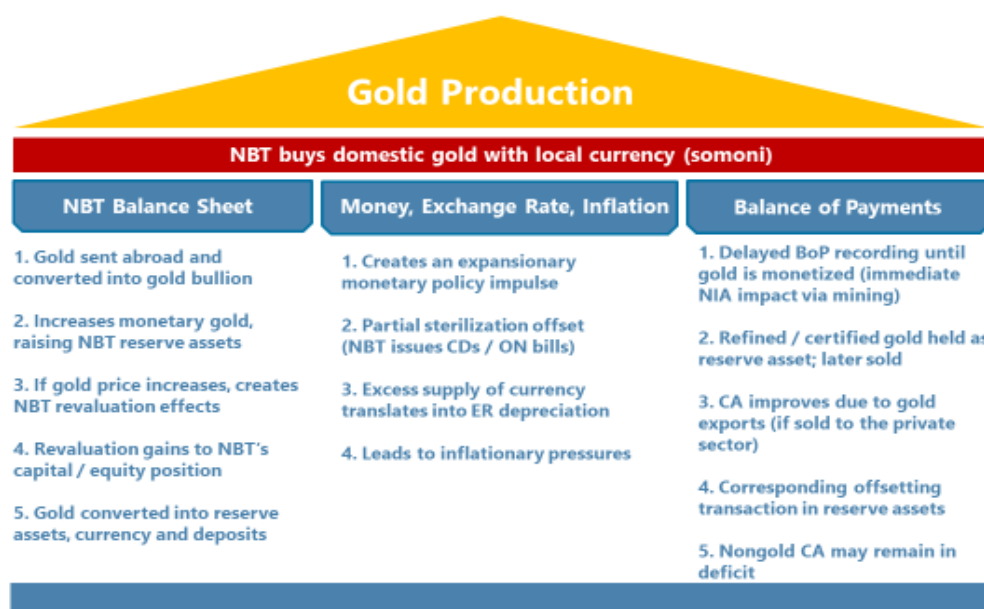 Gold Production
NBT buys domestic gold with local currency (somoni)
NBT Balance Sheet
1. Gold sent abroad and
converted into gold bullion
2. Increases monetary gold,
raising NBT reserve assets
3. If gold price increases, creates
NBT revaluation effects
4. Revaluation gains to NBT's
capital / equity position
5. Gold converted into reserve
assets, currency and deposits
Money, Exchange Rate, Inflation
1. Creates an expansionary
monetary policy impulse
2. Partial sterilization offset
(NBT issues CDs / ON bills)
3. Excess supply of currency
translates into ER depreciation
4. Leads to inflationary pressures
Balance of Payments
1. Delayed BoP recording until
gold is monetized (immediate
NIA impact via mining)
2. Refined / certified gold held as
reserve asset; later sold
3. CA improves due to gold
exports (if sold to the private
sector)
4. Corresponding offsetting
transaction in reserve assets
5. Nongold CA may remain in
deficit